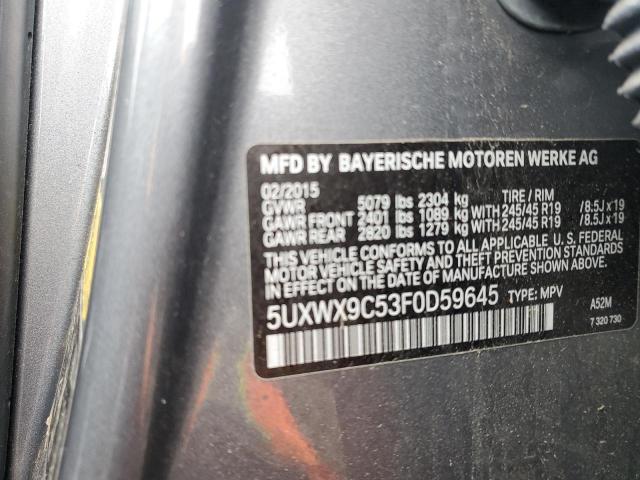 MFD BY BAYERISCHE MOTOREN WERKE AG
02/2015 TIRE / RIM
GVWR 5079 lbs 2304 kg
GAWR FRONT 2401 lbs 1089 kg WITH 245/45 R19 / 8.5J x 19
GAWR REAR 2820 lbs 1279 kg WITH 245/45 R19 / 8.5J x 19
THIS VEHICLE CONFORMS TO ALL APPLICABLE U. S. FEDERAL
MOTOR VEHICLE SAFETY AND THEFT PREVENTION STANDARDS
IN EFFECT ON THE DATE OF MANUFACTURE SHOWN ABOVE.
5UXWX9C53F0D59645 TYPE: MPV
A52M
7 320 730